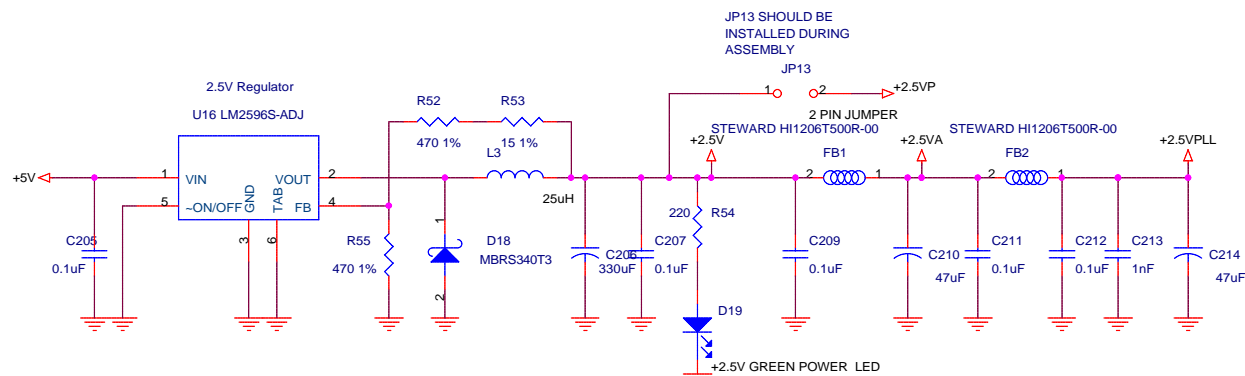 JP13 SHOULD BE
INSTALLED DURING
ASSEMBLY
JP13
1
2
+2.5VP
2 PIN JUMPER
2.5V Regulator
U16 LM2596S-ADJ
R52
R53
470 1%
15 1%
STEWARD HI1206T500R-00
STEWARD HI1206T500R-00
+2.5V
+2.5VA
+2.5VPLL
L3
FB1
FB2
+5V
1
VIN
VOUT
2
25uH
2
1
2
1
5
~ON/OFF
GND
TAB
FB
4
3
6
220
R54
C205
0.1uF
R55
470 1%
1
D18
MBRS340T3
2
C206
330uF
C207
0.1uF
C209
0.1uF
C210
47uF
C211
0.1uF
C212
0.1uF
C213
1nF
C214
47uF
D19
+2.5V GREEN POWER LED